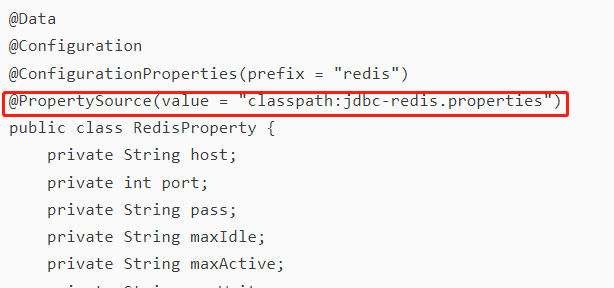 @Data
@Configuration
@ConfigurationProperties(prefix = "redis")
@PropertySource(value = "classpath:jdbc-redis.properties")
public class RedisProperty {
private String host;
private int port;
private String pass;
private String maxIdle;
private String maxActive;